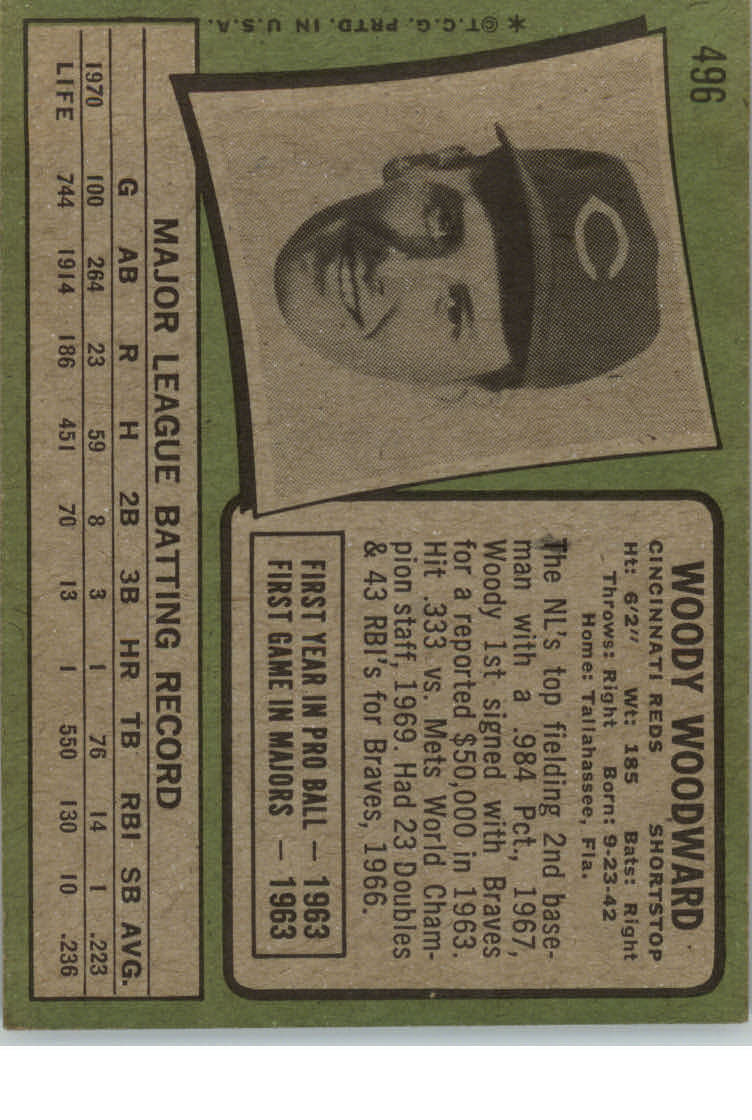 496
WOODY WOODWARD
CINCINNATI REDS SHORTSTOP
Ht: 6'2" Wt: 185 Bats: Right
Throws: Right Born: 9-23-42
Home: Tallahassee, Fla.
The NL's top fielding 2nd base-
man with a .984 Pct., 1967,
Woody 1st signed with Braves
for a reported $50,000 in 1963.
Hit .333 vs. Mets World Cham-
pion staff, 1969. Had 23 Doubles
& 43 RBI's for Braves, 1966.
FIRST YEAR IN PRO BALL — 1963
FIRST GAME IN MAJORS — 1963
C
MAJOR LEAGUE BATTING RECORD
G AB R H 2B 3B HR TB RBI SB AVG.
1970 100 264 23 59 8 3 1 76 14 1 .223
LIFE 744 1914 186 451 70 13 1 550 130 10 .236
*©T.C.G. PRTD. IN U.S.A.